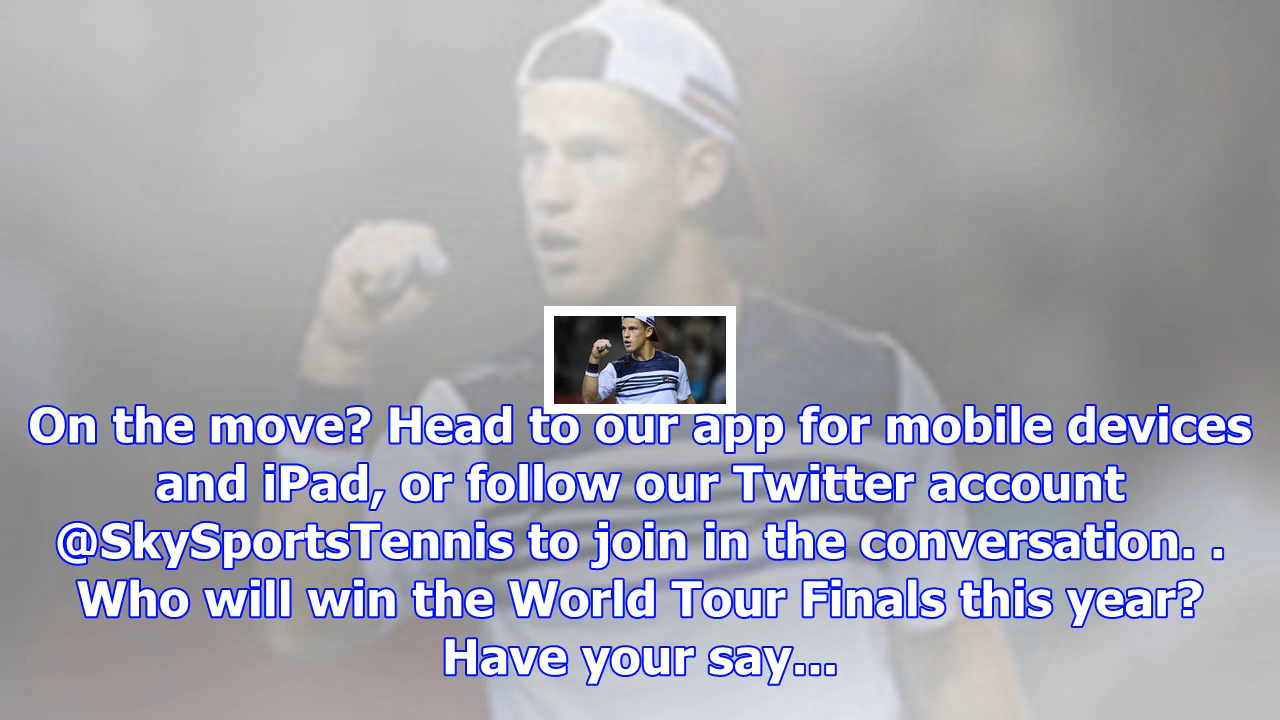 On the move? Head to our app for mobile devices
and iPad, or follow our Twitter account
@SkySportsTennis to join in the conversation. .
Who will win the World Tour Finals this year?
Have your say...